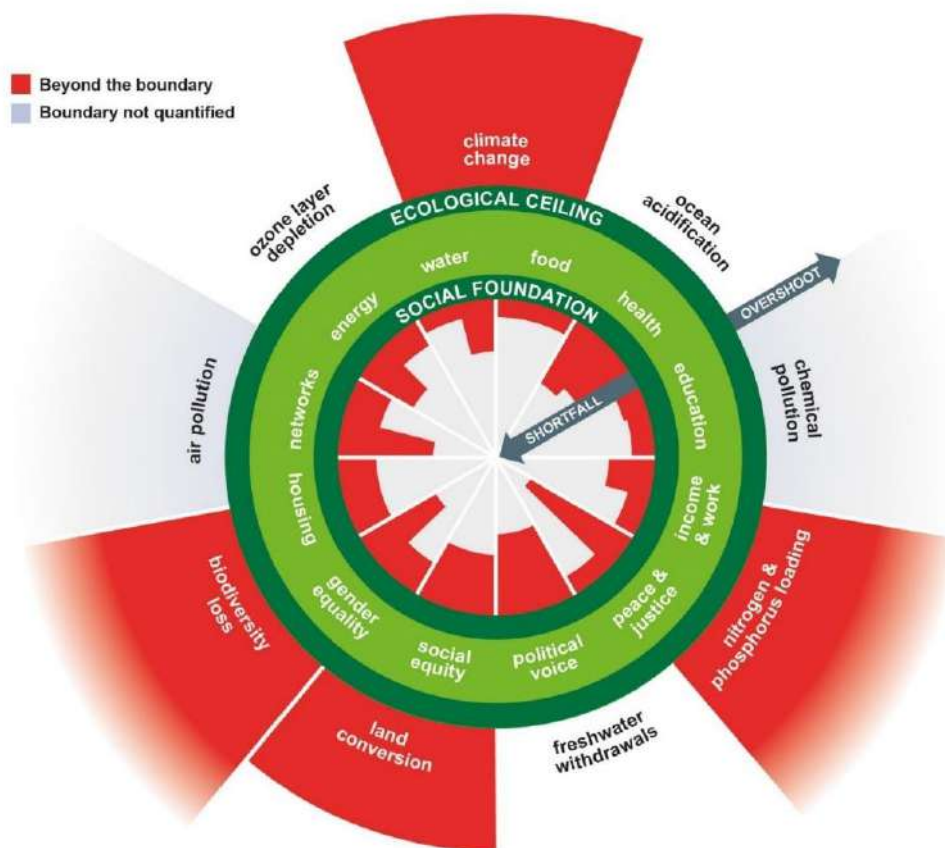 Beyond the boundary
Boundary not quantified
climate
change
ozone layer
depletion
ocean
acidification
ECOLOGICAL CEILING
OVERSHOOT
water
food
energy
health
SOCIAL FOUNDATION
SHORTFALL
air pollution
networks
education
chemical
pollution
housing
income
& work
biodiversity
loss
gender
equality
social
equity
political
voice
peace &
justice
nitrogen &
phosphorus loading
land
conversion
freshwater
withdrawals